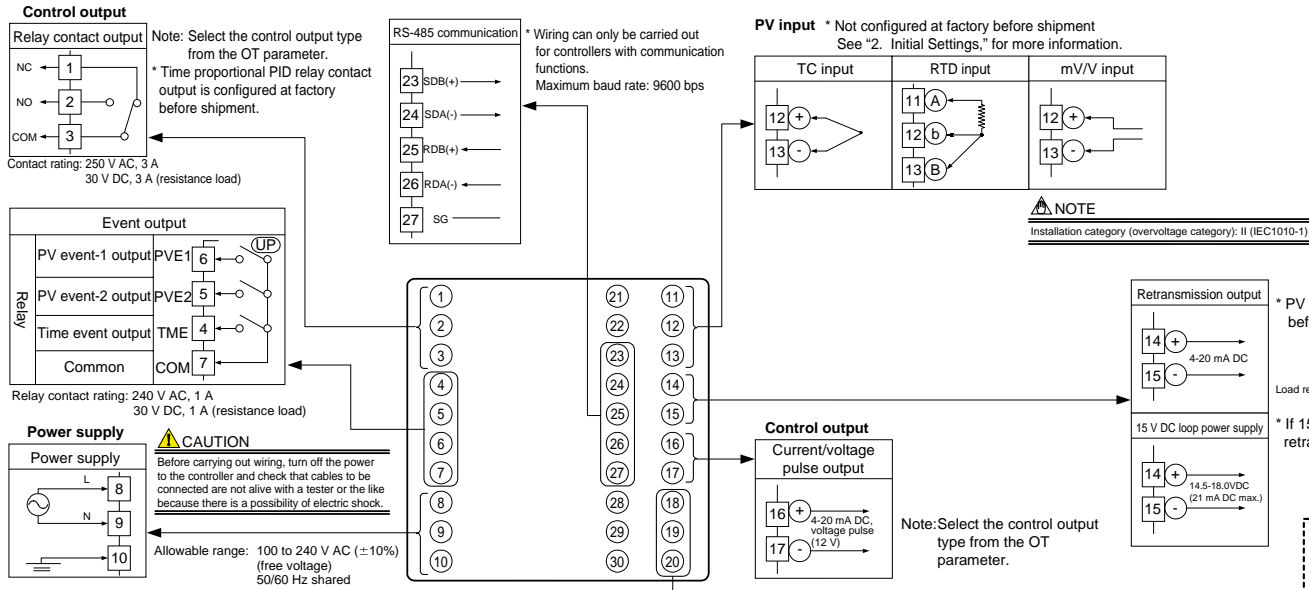 Control output
Relay contact output
NC
1
NO
2
COM
3
Contact rating: 250 V AC, 3 A
30 V DC, 3 A (resistance load)
Note: Select the control output type
from the OT parameter.
* Time proportional PID relay contact
output is configured at factory
before shipment.
RS-485 communication
23 SDB(+)
24 SDA(-)
25 RDB(+)
26 RDA(-)
27 SG
* Wiring can only be carried out
for controllers with communication
functions.
Maximum baud rate: 9600 bps
PV input * Not configured at factory before shipment
See “2. Initial Settings,” for more information.
TC input
12 +
13 -
RTD input
11 A
12 b
13 B
mV/V input
12 +
13 -
NOTE
Installation category (overvoltage category): II (IEC1010-1)
Event output
Relay
UP
PV event-1 output PVE1 6
PV event-2 output PVE2 5
Time event output TME 4
Common COM 7
Relay contact rating: 240 V AC, 1 A
30 V DC, 1 A (resistance load)
Power supply
Power supply
L 8
N 9
10
CAUTION
Before carrying out wiring, turn off the power
to the controller and check that cables to be
connected are not alive with a tester or the like
because there is a possibility of electric shock.
Allowable range: 100 to 240 V AC (±10%)
(free voltage)
50/60 Hz shared
1 21 11
2 22 12
3 23 13
4 24 14
5 25 15
6 26 16
7 27 17
8 28 18
9 29 19
10 30 20
Control output
Current/voltage
pulse output
16 +
4-20 mA DC,
voltage pulse
(12 V)
17 -
Note:Select the control output
type from the OT
parameter.
Retransmission output
14 +
4-20 mA DC
15 -
* PV
bef
Load re
15 V DC loop power supply
14 +
14.5-18.0VDC
(21 mA DC max.)
15 -
* If 15
retra